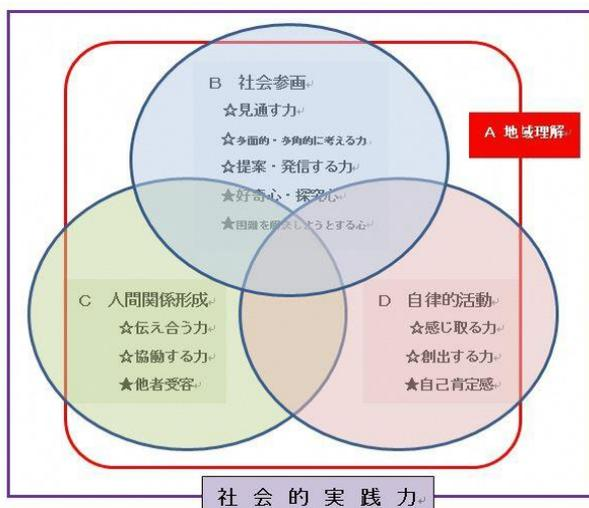 B 社会参画
☆見通す力
☆多面的・多角的に考える力
☆提案・発信する力
★好奇心・探究心
★困難を解決しようとする心
A 地域理解
C 人間関係形成
☆伝え合う力
☆協働する力
★他者受容
D 自律的活動
☆感じ取る力
☆創出する力
★自己肯定感
社会的実践力